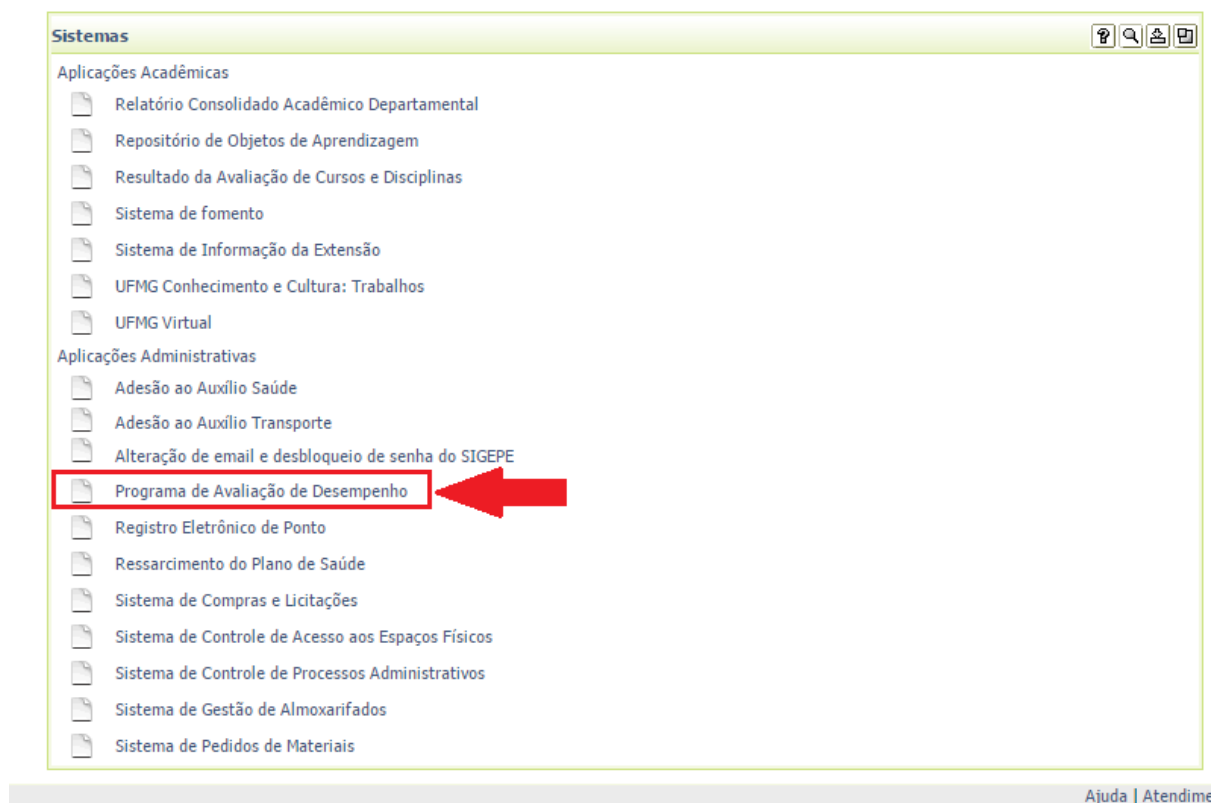 Sistemas
Aplicações Acadêmicas
Relatório Consolidado Acadêmico Departamental
Repositório de Objetos de Aprendizagem
Resultado da Avaliação de Cursos e Disciplinas
Sistema de fomento
Sistema de Informação da Extensão
UFMG Conhecimento e Cultura: Trabalhos
UFMG Virtual
Aplicações Administrativas
Adesão ao Auxílio Saúde
Adesão ao Auxílio Transporte
Alteração de email e desbloqueio de senha do SIGEPE
Programa de Avaliação de Desempenho
Registro Eletrônico de Ponto
Ressarcimento do Plano de Saúde
Sistema de Compras e Licitações
Sistema de Controle de Acesso aos Espaços Físicos
Sistema de Controle de Processos Administrativos
Sistema de Gestão de Almoxarifados
Sistema de Pedidos de Materiais
Ajuda | Atendime